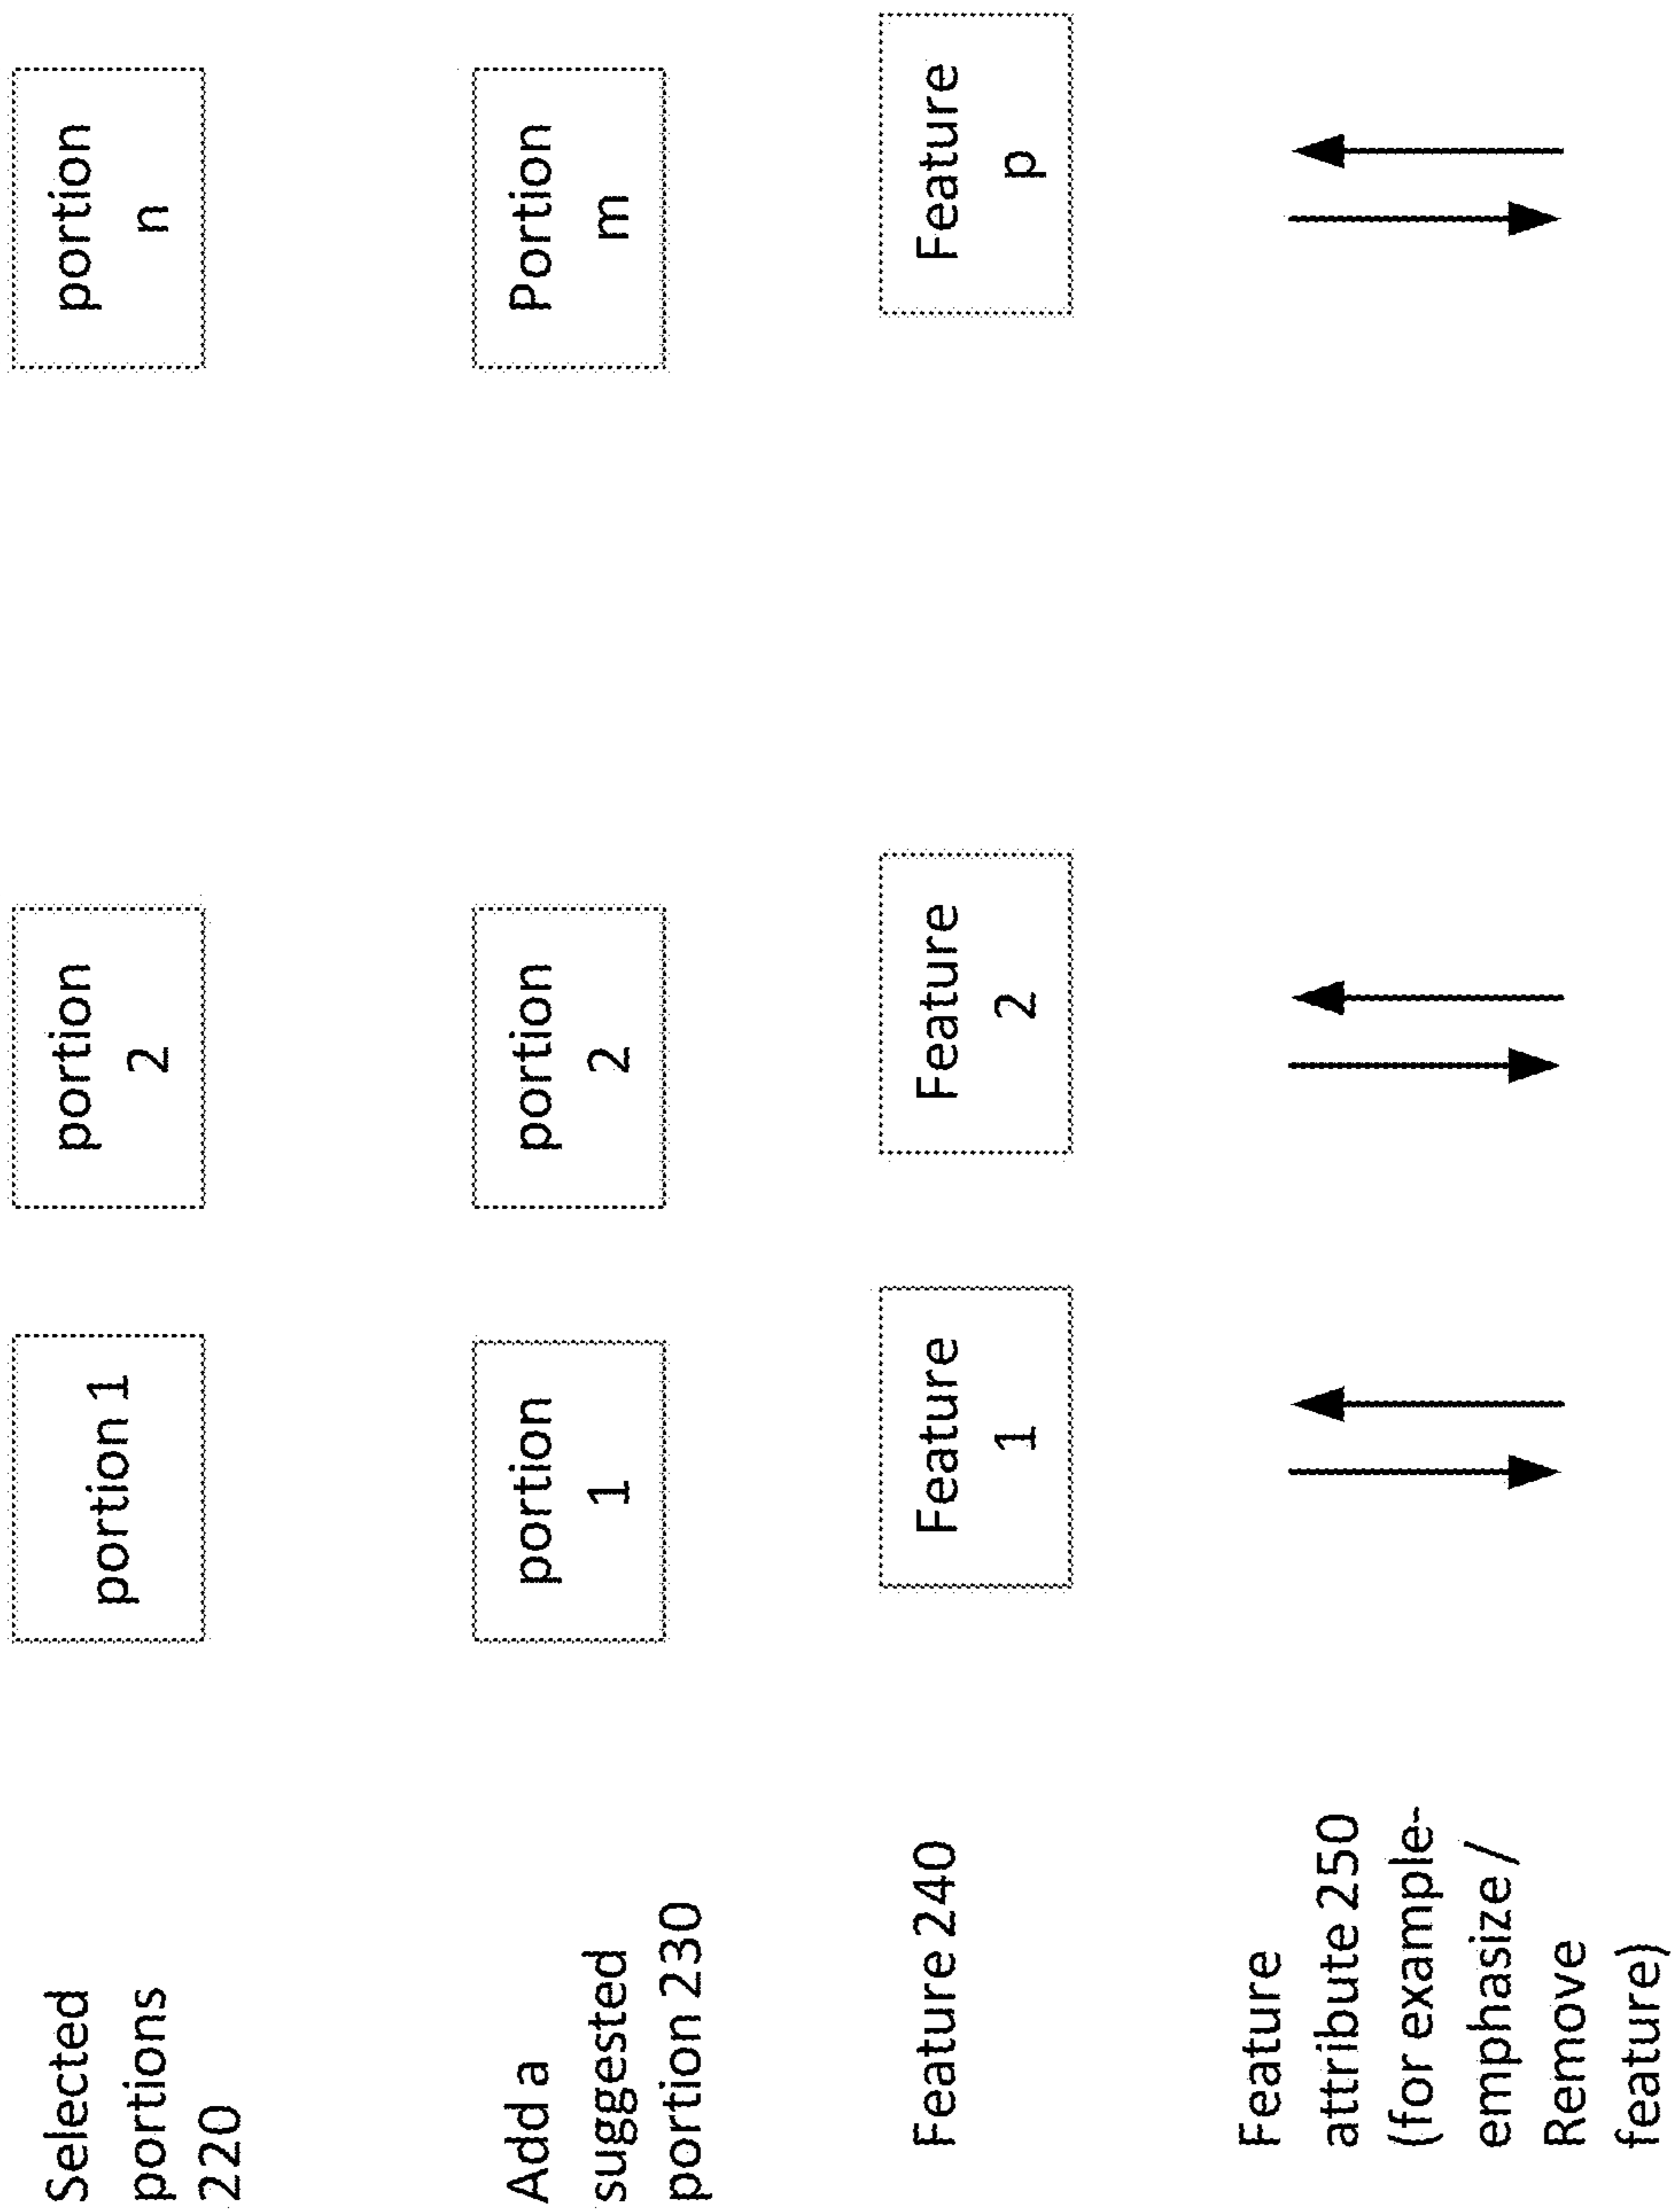 Selected
portions
220
portion 1
portion
2
portion
n
Add a
suggested
portion 230
portion
1
portion
2
Portion
m
Feature 240
Feature
1
Feature
2
Feature
p
Feature
attribute 250
(for example-
emphasize /
Remove
feature)